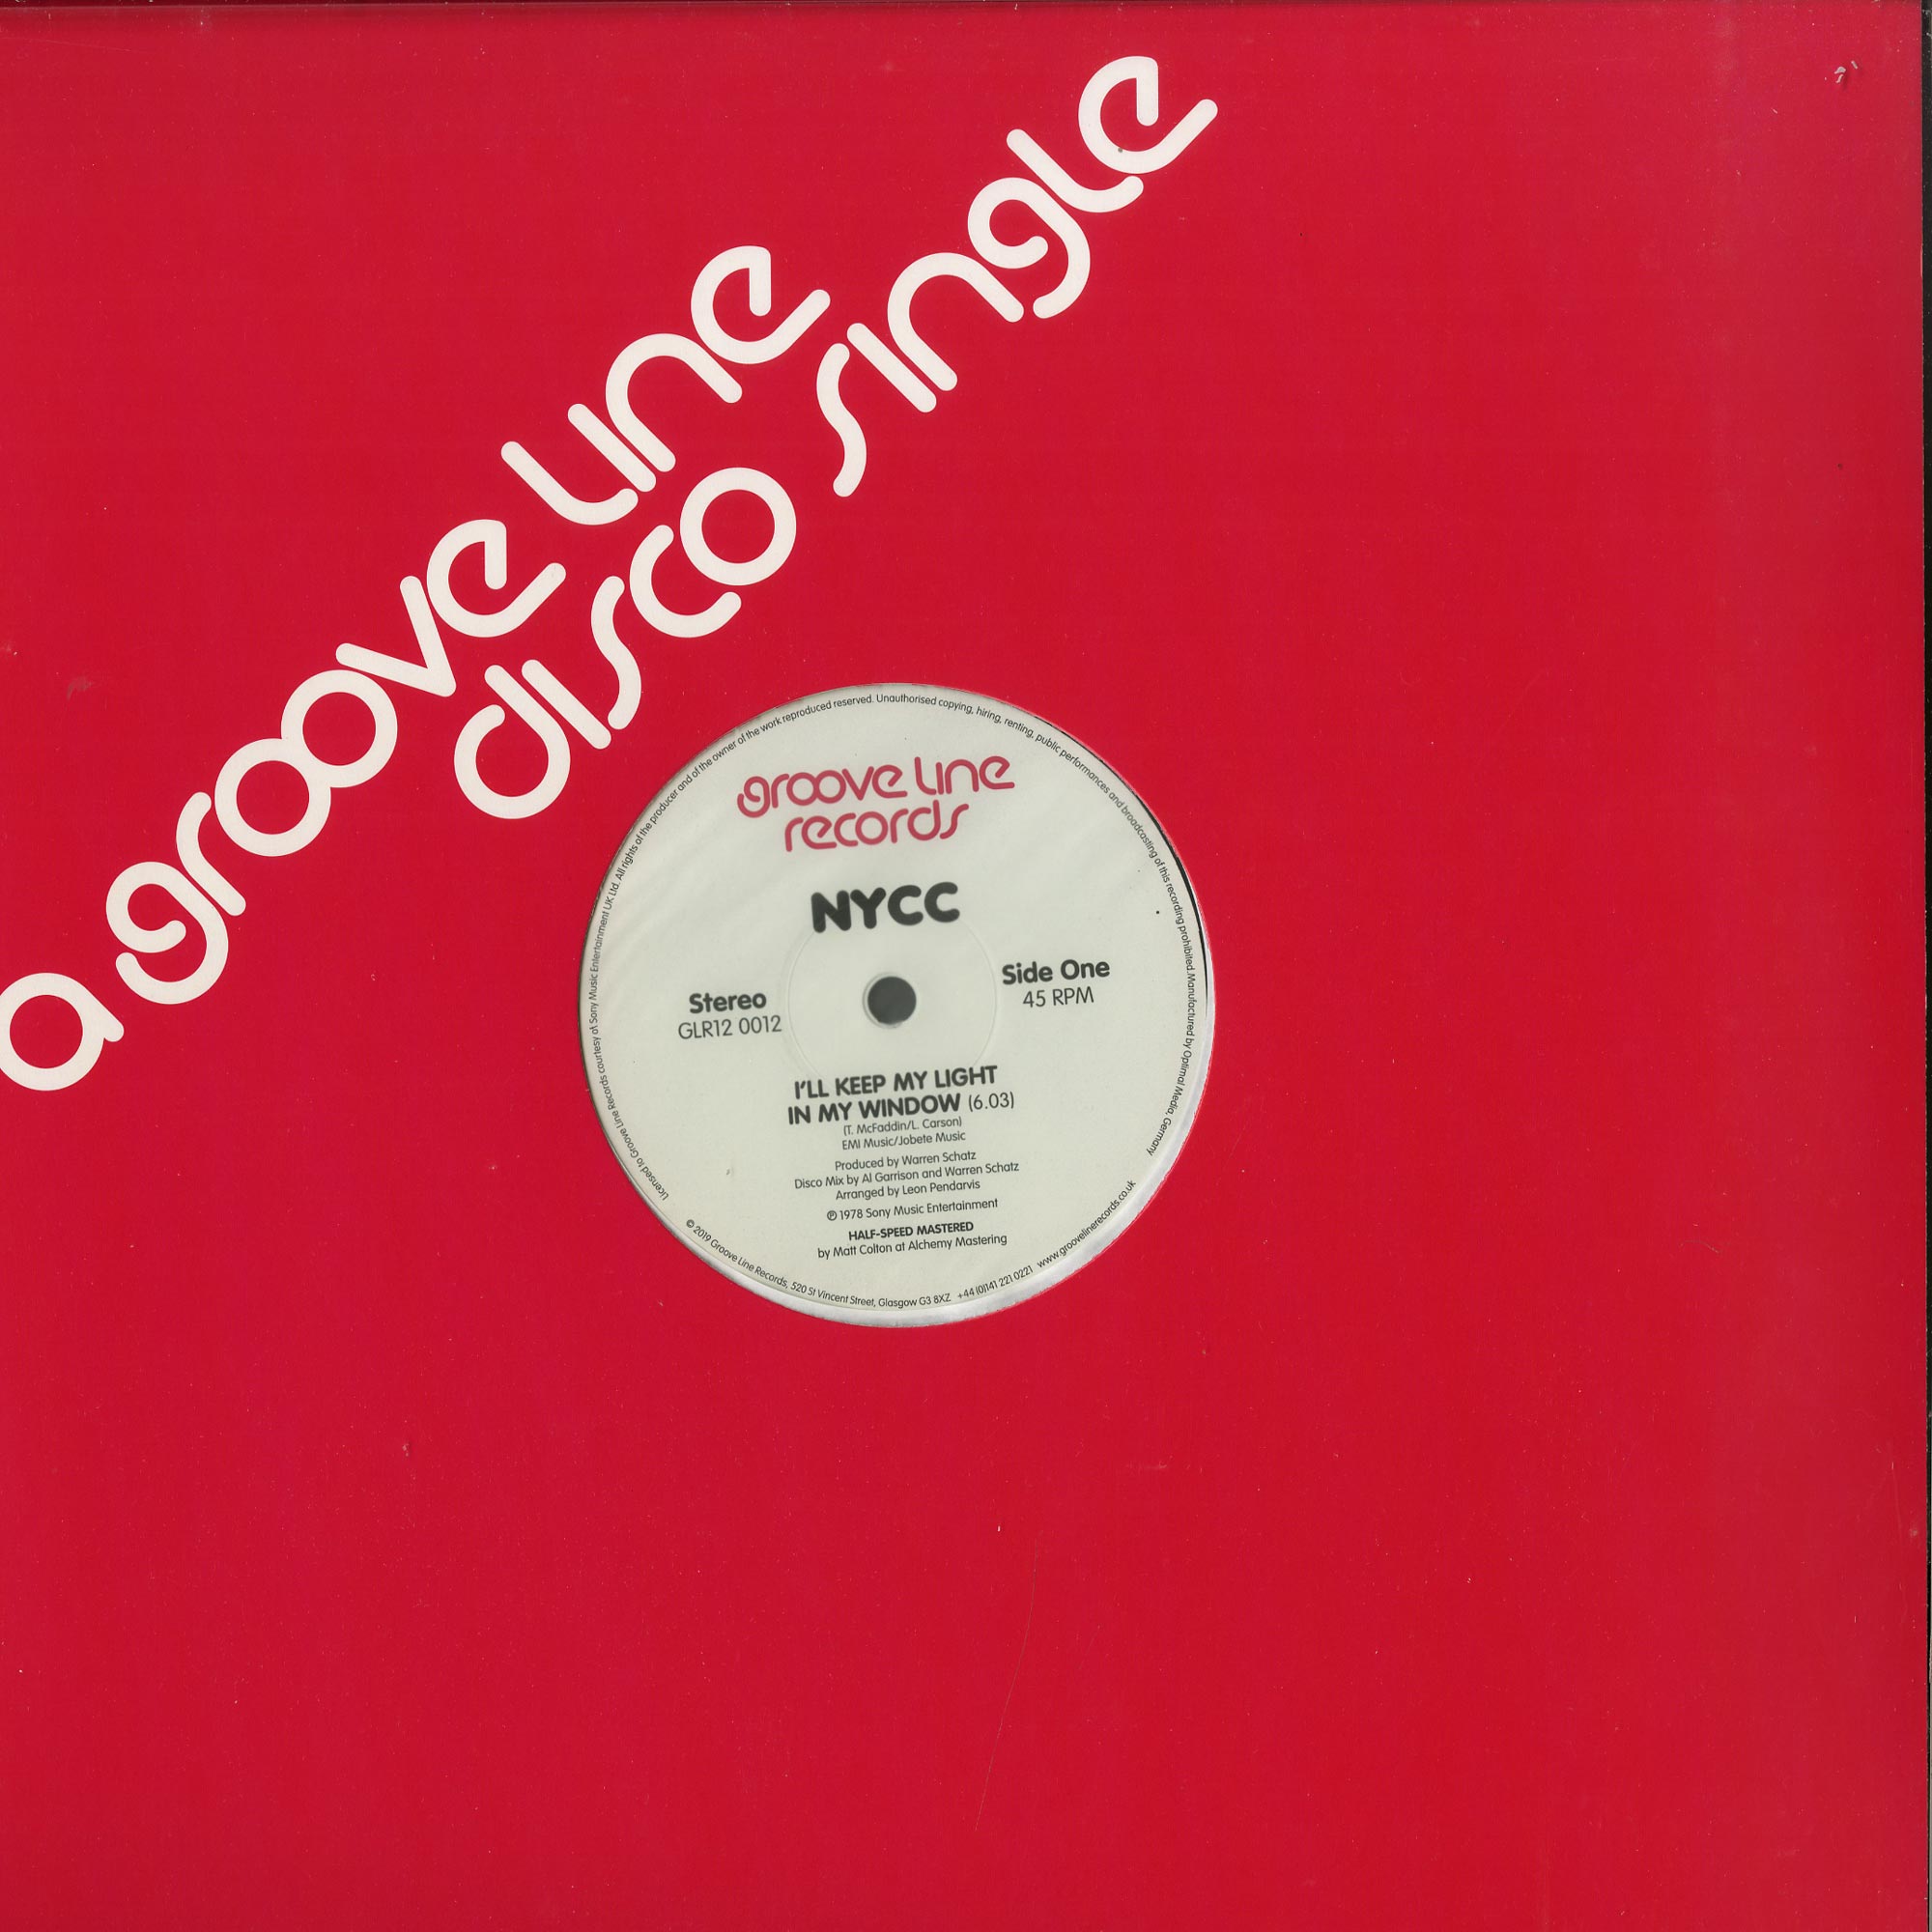 a groove line
disco single
groove line
records
NYCC
Stereo
GLR12 0012
Side One
45 RPM
I'LL KEEP MY LIGHT
IN MY WINDOW (6.03)
(T. McFaddin/L. Carson)
EMI Music/Jobete Music
Produced by Warren Schatz
Disco Mix by Al Garrison and Warren Schatz
Arranged by Leon Pendarvis
℗ 1978 Sony Music Entertainment
HALF-SPEED MASTERED
by Matt Colton at Alchemy Mastering
Licensed to Groove Line Records courtesy of Sony Music Entertainment UK Ltd. All rights of the producer and of the owner of the work reproduced reserved. Unauthorised copying, hiring, renting, public performances and broadcasting of this recording prohibited. Manufactured by Optimal Media, Germany
© 2019 Groove Line Records, 520 St Vincent Street, Glasgow G3 8XZ +44 (0)141 221 0221 www.groovelinerecords.co.uk